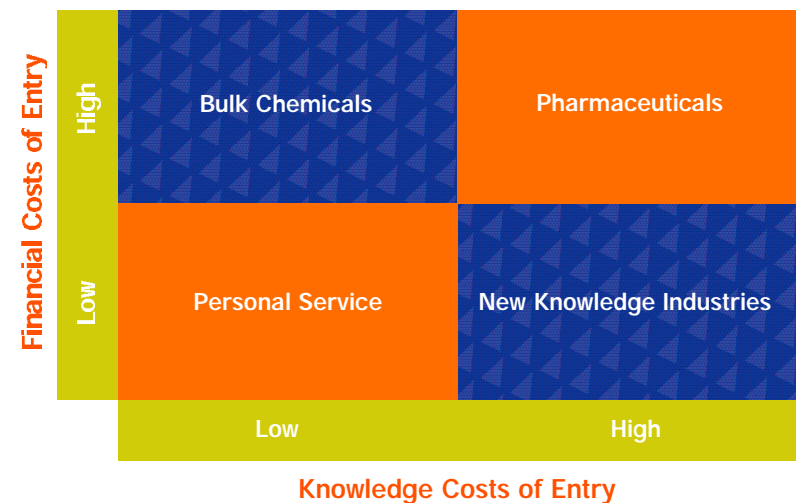 Financial Costs of Entry
High
Bulk Chemicals
Pharmaceuticals
Low
Personal Service
New Knowledge Industries
Low
High
Knowledge Costs of Entry